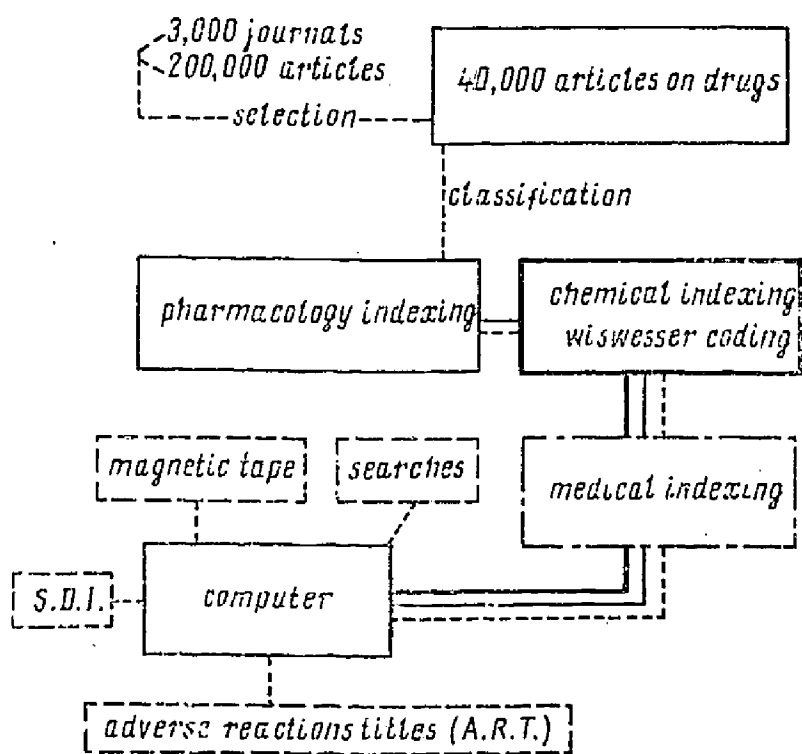 3,000 journals
200,000 articles
selection
40,000 articles on drugs
classification
pharmacology indexing
chemical indexing
wiswesser coding
magnetic tape
searches
medical indexing
S.D.I.
computer
adverse reactions titles (A.R.T.)